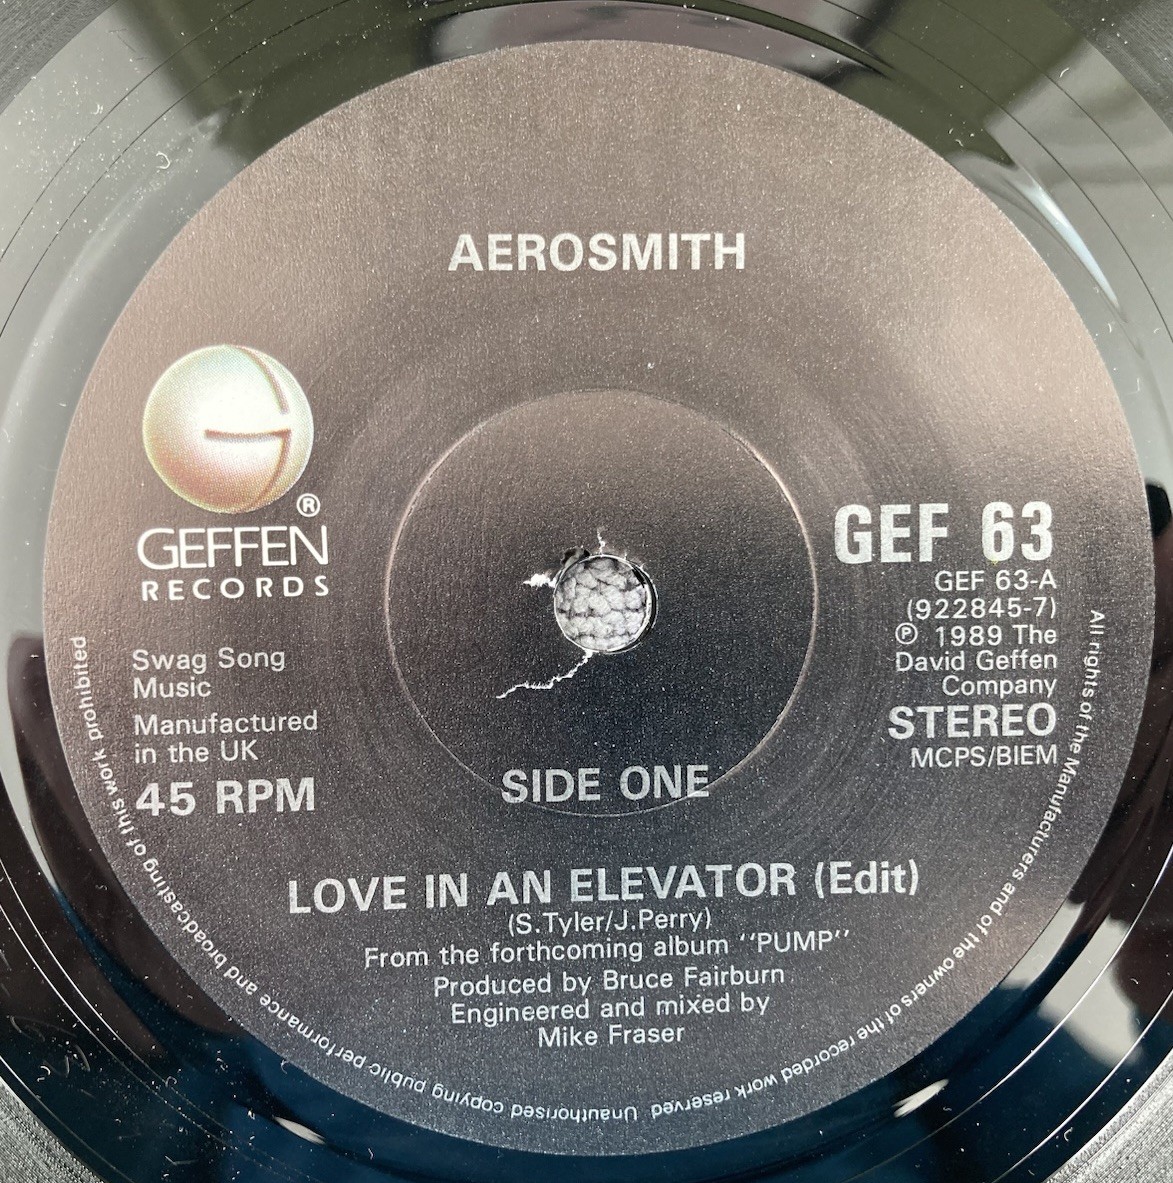 AEROSMITH
®
GEFFEN
RECORDS
GEF 63
GEF 63-A
(922845-7)
℗ 1989 The
David Geffen
Company
STEREO
MCPS/BIEM
Swag Song
Music
Manufactured
in the UK
45 RPM
SIDE ONE
LOVE IN AN ELEVATOR (Edit)
(S.Tyler/J.Perry)
From the forthcoming album ''PUMP''
Produced by Bruce Fairburn
Engineered and mixed by
Mike Fraser
All rights of the Manufacturers and of the owners of the recorded work reserved Unauthorised copying public performance and broadcasting of this work prohibited